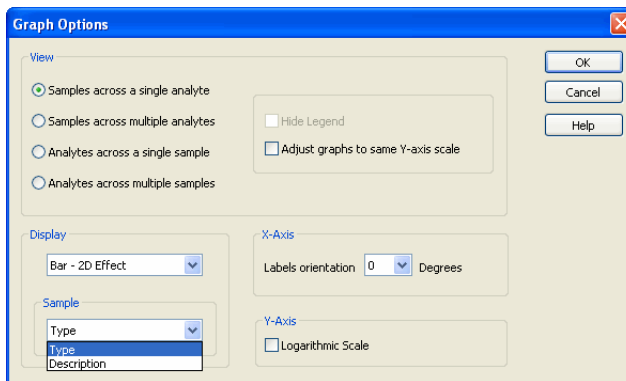 Graph Options
View
Samples across a single analyte
Samples across multiple analytes
Analytes across a single sample
Analytes across multiple samples
Hide Legend
Adjust graphs to same Y-axis scale
OK
Cancel
Help
Display
Bar - 2D Effect
Sample
Type
Type
Description
X-Axis
Labels orientation 0 Degrees
Y-Axis
Logarithmic Scale